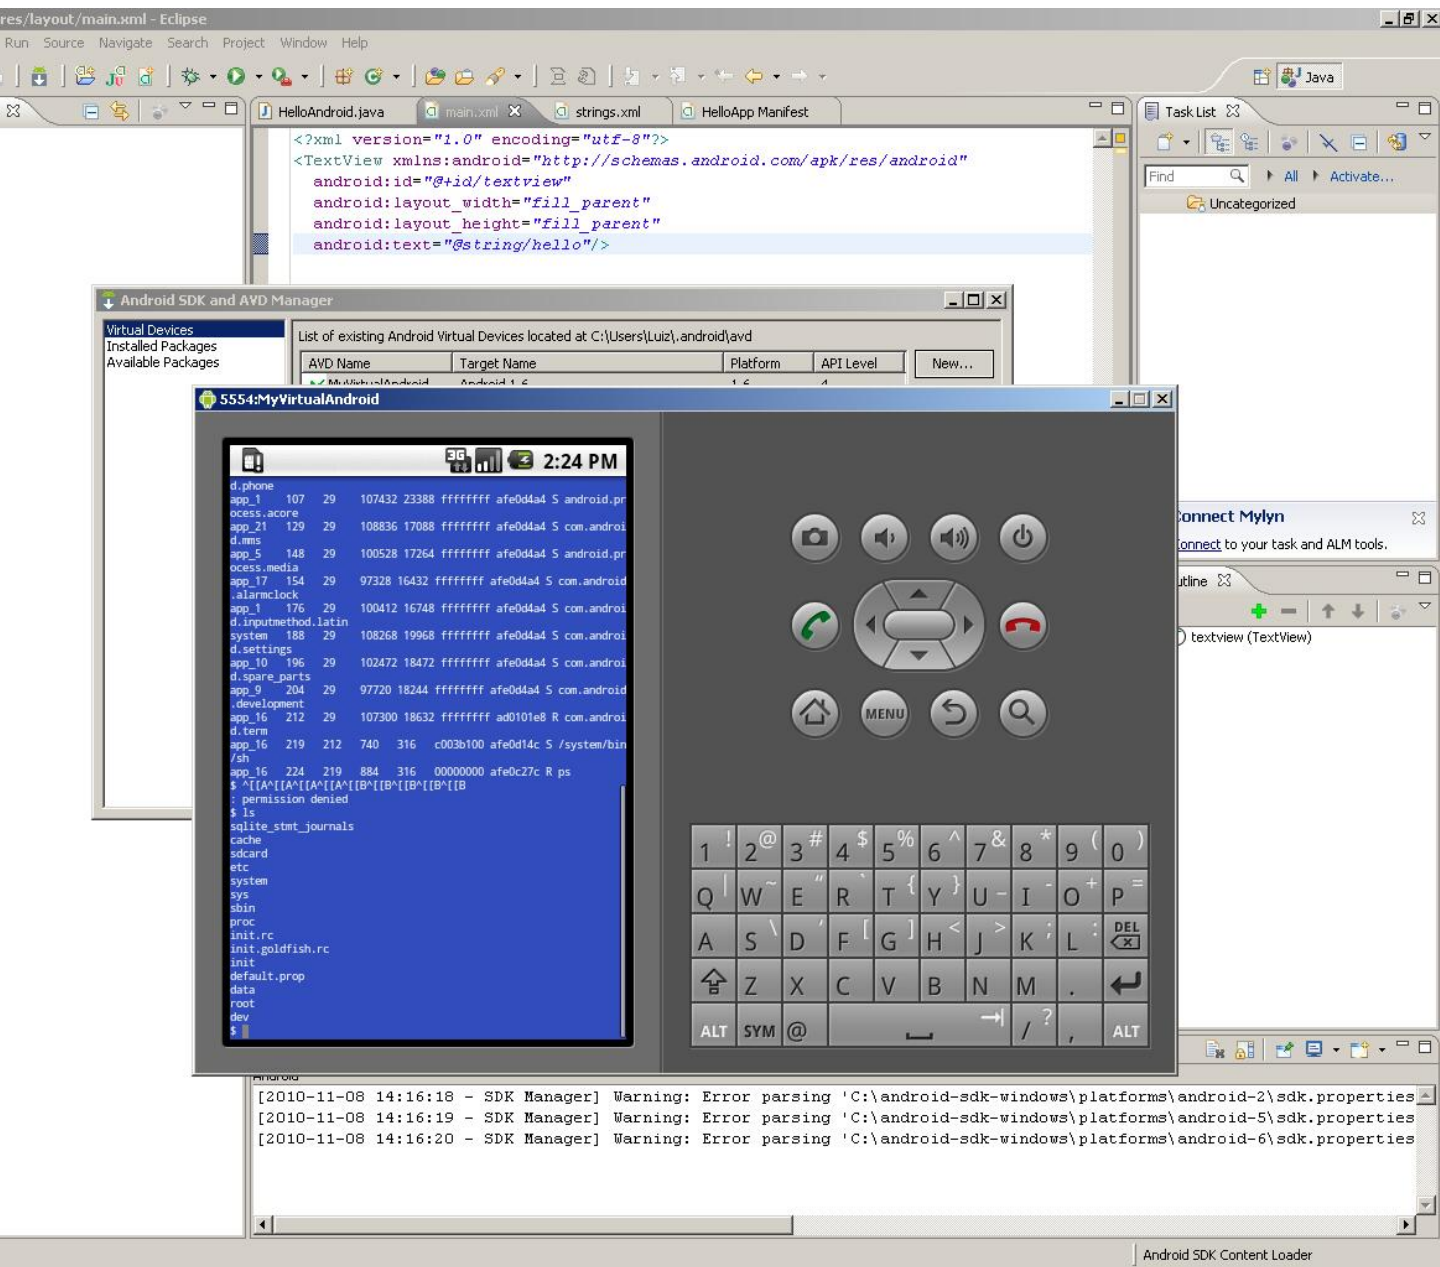 res/layout/main.xml - Eclipse
Run Source Navigate Search Project Window Help
Java
HelloAndroid.java main.xml strings.xml HelloApp Manifest
Task List
<?xml version="1.0" encoding="utf-8"?>
<TextView xmlns:android="http://schemas.android.com/apk/res/android"
android:id="@+id/textview"
android:layout_width="fill_parent"
android:layout_height="fill_parent"
android:text="@string/hello"/>
Find All Activate...
Uncategorized
Android SDK and AVD Manager
Virtual Devices
Installed Packages
Available Packages
List of existing Android Virtual Devices located at C:\Users\Luiz\.android\avd
AVD Name Target Name Platform API Level New...
MyVirtualAndroid Android 1.6 1.6 4
5554:MyVirtualAndroid
3G 2:24 PM
d.phone
app_1 107 29 107432 23388 ffffffff afe0d4a4 S android.pr
ocess.acore
app_21 129 29 108836 17088 ffffffff afe0d4a4 S com.androi
d.mms
app_5 148 29 100528 17264 ffffffff afe0d4a4 S android.pr
ocess.media
app_17 154 29 97328 16432 ffffffff afe0d4a4 S com.android
.alarmclock
app_1 176 29 100412 16748 ffffffff afe0d4a4 S com.androi
d.inputmethod.latin
system 188 29 108268 19968 ffffffff afe0d4a4 S com.androi
d.settings
app_10 196 29 102472 18472 ffffffff afe0d4a4 S com.androi
d.spare_parts
app_9 204 29 97720 18244 ffffffff afe0d4a4 S com.android
.development
app_16 212 29 107300 18632 ffffffff ad0101e8 R com.androi
d.term
app_16 219 212 740 316 c003b100 afe0d14c S /system/bin
/sh
app_16 224 219 884 316 00000000 afe0c27c R ps
$ ^[[A^[[A^[[A^[[A^[[B^[[B^[[B^[[B^[[B
: permission denied
$ ls
sqlite_stmt_journals
cache
sdcard
etc
system
sys
sbin
proc
init.rc
init.goldfish.rc
init
default.prop
data
root
dev
$
MENU
1 ! 2 @ 3 # 4 $ 5 % 6 ^ 7 & 8 * 9 ( 0 )
Q | W ~ E " R ` T { Y } U _ I - O + P =
A S \ D ' F [ G ] H < J > K ; L : DEL
Z X C V B N M .
ALT SYM @ / ? , ALT
Connect Mylyn
Connect to your task and ALM tools.
utline
textview (TextView)
Android
[2010-11-08 14:16:18 - SDK Manager] Warning: Error parsing 'C:\android-sdk-windows\platforms\android-2\sdk.properties
[2010-11-08 14:16:19 - SDK Manager] Warning: Error parsing 'C:\android-sdk-windows\platforms\android-5\sdk.properties
[2010-11-08 14:16:20 - SDK Manager] Warning: Error parsing 'C:\android-sdk-windows\platforms\android-6\sdk.properties
Android SDK Content Loader